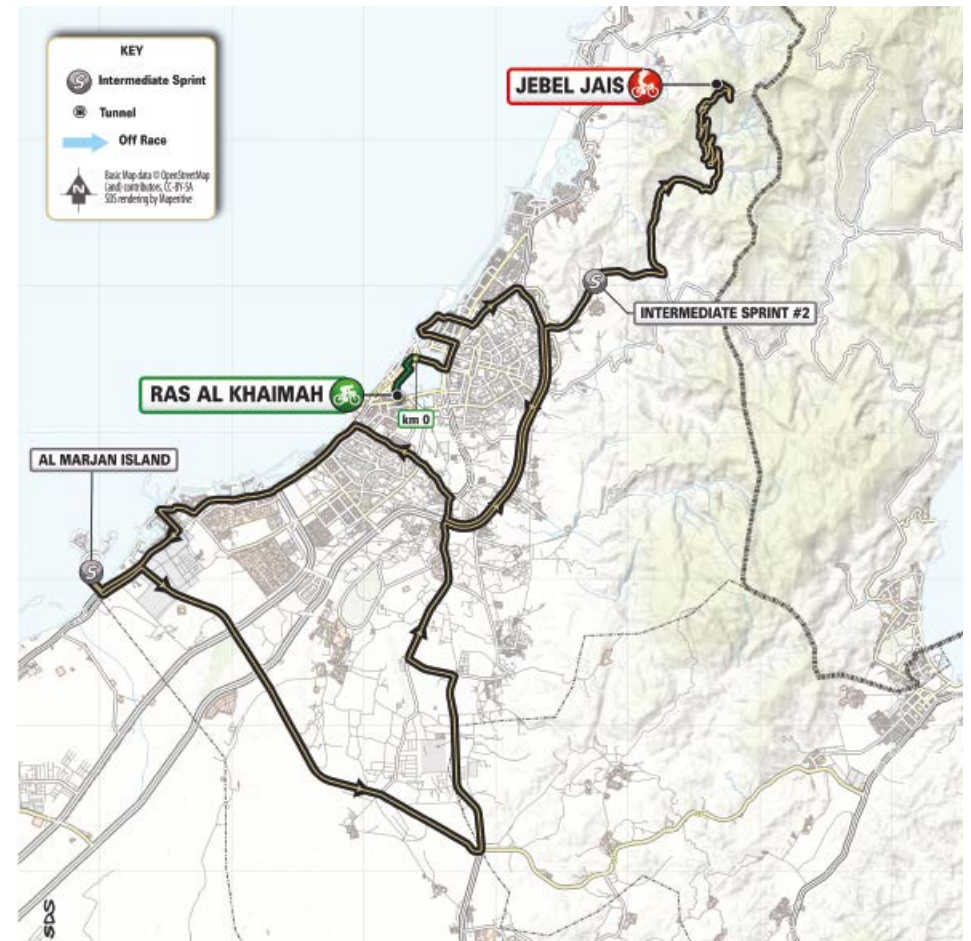 KEY
Intermediate Sprint
Tunnel
Off Race
Basic Map data © OpenStreetMap
(and) contributors, CC-BY-SA
SDS rendering by Maperitive
N
JEBEL JAIS
S
INTERMEDIATE SPRINT #2
RAS AL KHAIMAH
km 0
AL MARJAN ISLAND
S
SDS